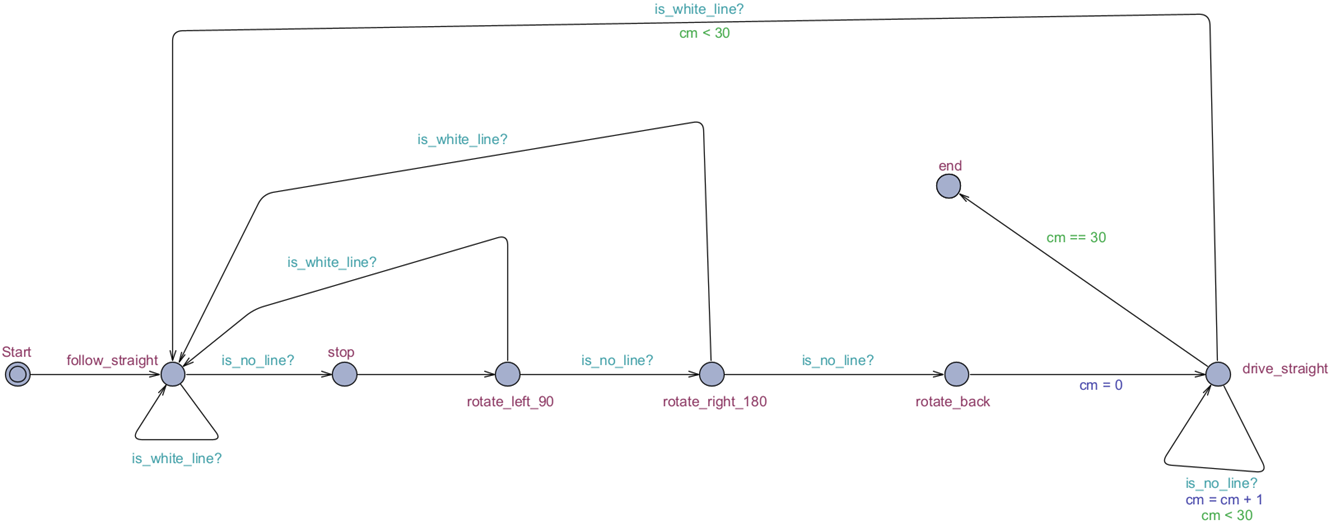 is_white_line?
cm < 30
is_white_line?
end
cm == 30
is_white_line?
Start
follow_straight
is_no_line?
stop
is_no_line?
is_no_line?
drive_straight
cm = 0
rotate_left_90
rotate_right_180
rotate_back
is_white_line?
is_no_line?
cm = cm + 1
cm < 30